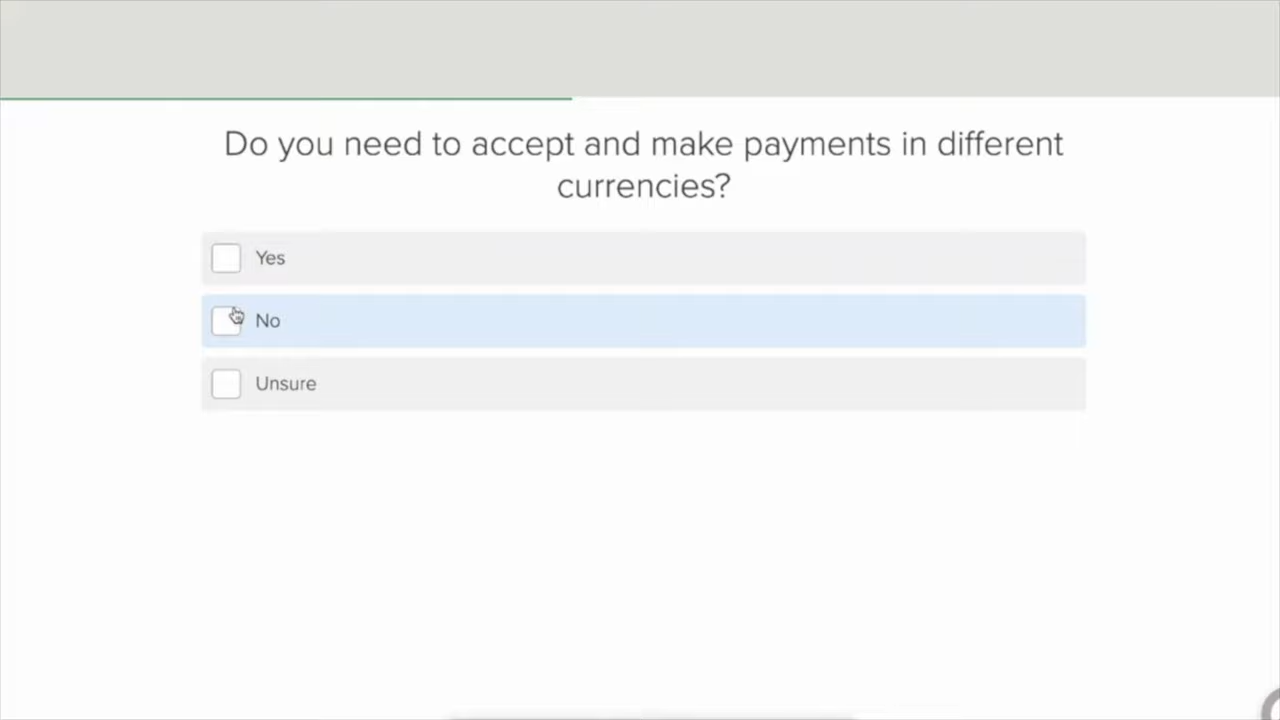 Do you need to accept and make payments in different
currencies?
Yes
No
Unsure